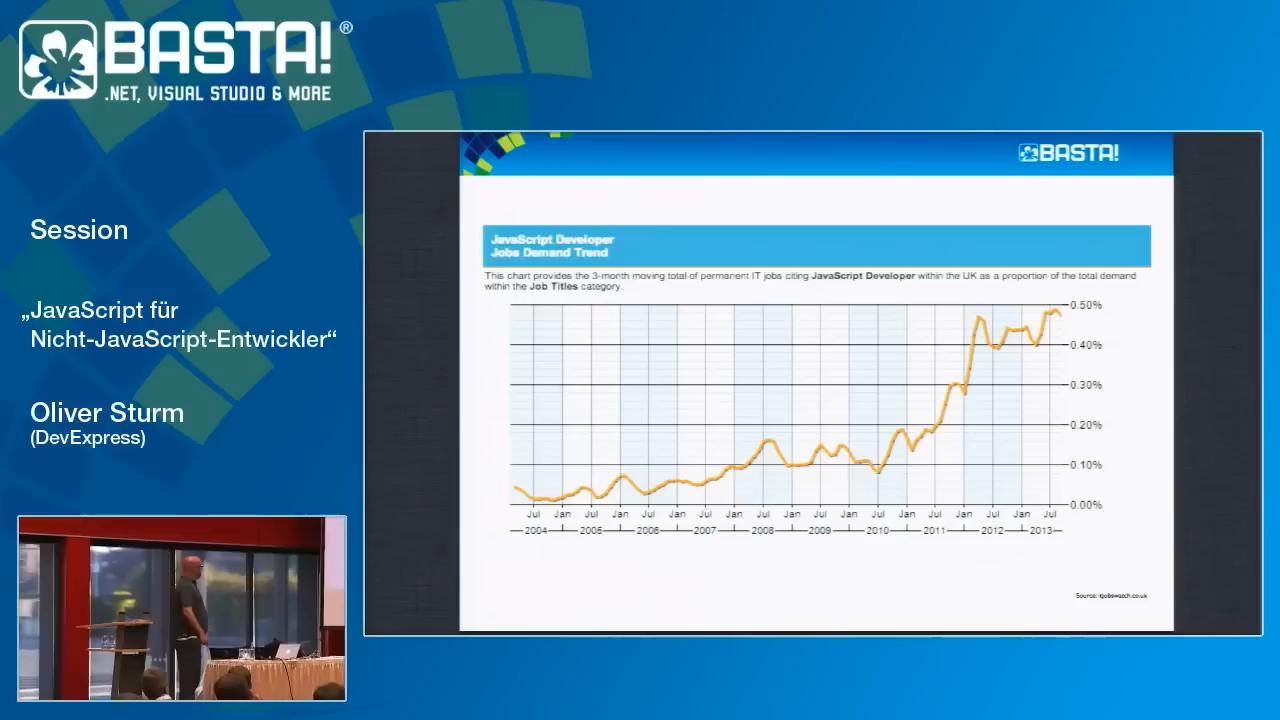 BASTA!®
.NET, VISUAL STUDIO & MORE
Session
„JavaScript für
Nicht-JavaScript-Entwickler“
Oliver Sturm
(DevExpress)
BASTA!
JavaScript Developer
Jobs Demand Trend
This chart provides the 3-month moving total of permanent IT jobs citing JavaScript Developer within the UK as a proportion of the total demand
within the Job Titles category.
0.50%
0.40%
0.30%
0.20%
0.10%
0.00%
Jul Jan Jul Jan Jul Jan Jul Jan Jul Jan Jul Jan Jul Jan Jul Jan Jul Jan Jul
2004 2005 2006 2007 2008 2009 2010 2011 2012 2013
Source: itjobswatch.co.uk